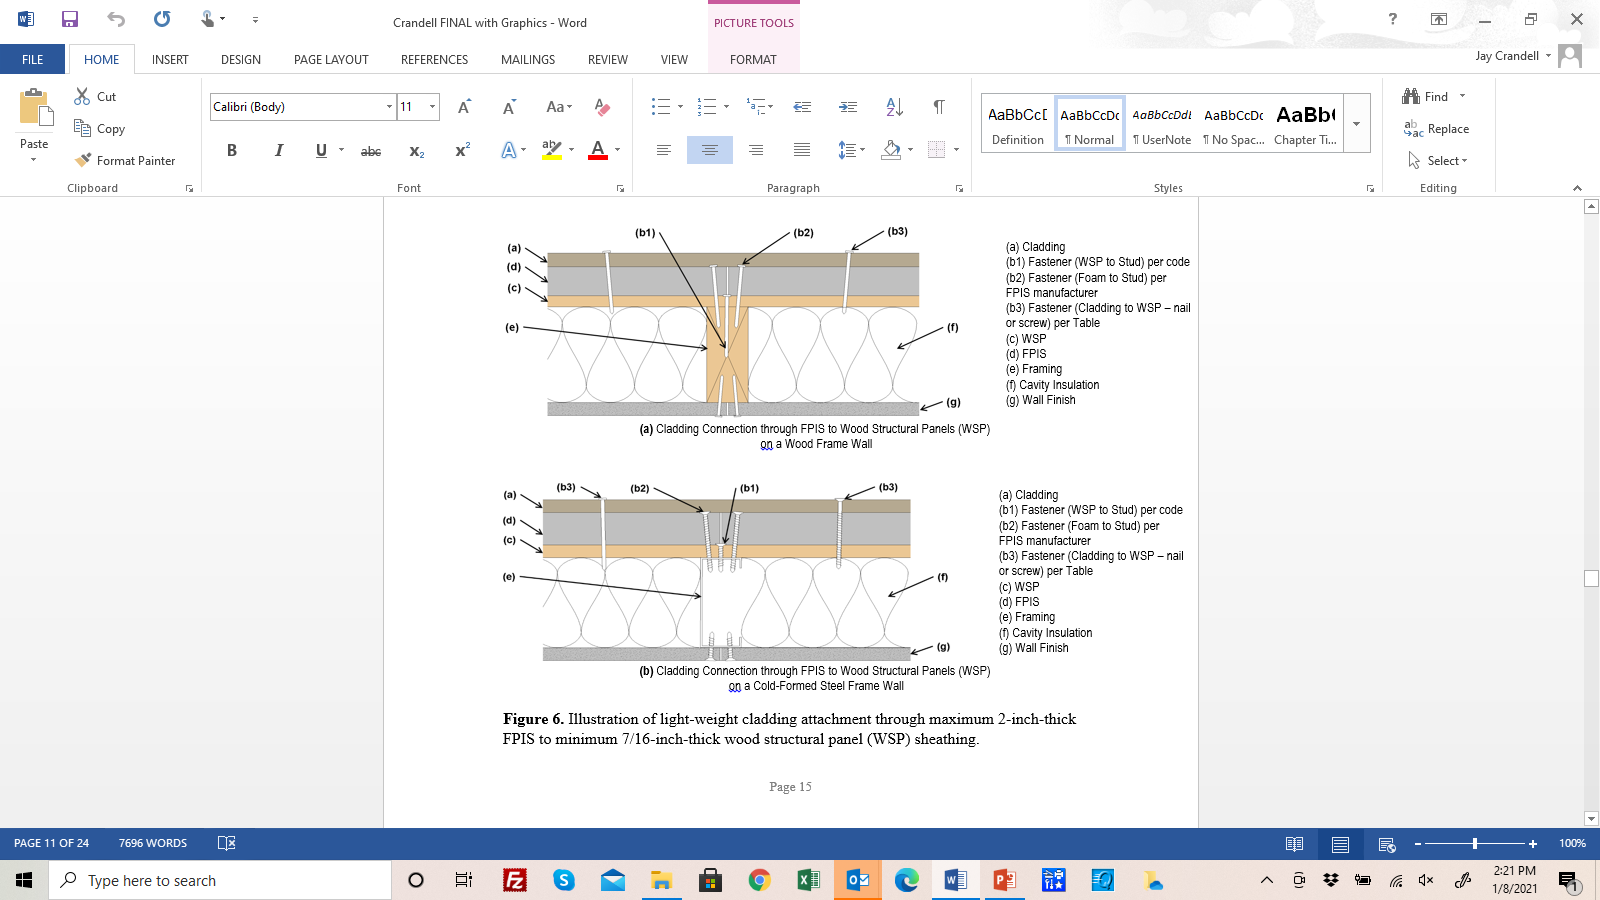 Crandell FINAL with Graphics - Word
PICTURE TOOLS
?
FILE
HOME
INSERT
DESIGN
PAGE LAYOUT
REFERENCES
MAILINGS
REVIEW
VIEW
FORMAT
Jay Crandell
Paste
Cut
Copy
Format Painter
Clipboard
Calibri (Body)
11
Aa
B I U abc x₂ x² A ab A
Font
Paragraph
AaBbCcI
Definition
AaBbCcDc
¶ Normal
AaBbCcDdI
¶ UserNote
AaBbCcDc
¶ No Spac...
AaBb(
Chapter Ti...
Styles
Find
Replace
Select
Editing
(b1)
(b2)
(b3)
(a)
(d)
(c)
(e)
(f)
(g)
(a) Cladding
(b1) Fastener (WSP to Stud) per code
(b2) Fastener (Foam to Stud) per
FPIS manufacturer
(b3) Fastener (Cladding to WSP – nail
or screw) per Table
(c) WSP
(d) FPIS
(e) Framing
(f) Cavity Insulation
(g) Wall Finish
(a) Cladding Connection through FPIS to Wood Structural Panels (WSP)
on a Wood Frame Wall
(b3)
(b2)
(b1)
(b3)
(a)
(d)
(c)
(e)
(f)
(g)
(a) Cladding
(b1) Fastener (WSP to Stud) per code
(b2) Fastener (Foam to Stud) per
FPIS manufacturer
(b3) Fastener (Cladding to WSP – nail
or screw) per Table
(c) WSP
(d) FPIS
(e) Framing
(f) Cavity Insulation
(g) Wall Finish
(b) Cladding Connection through FPIS to Wood Structural Panels (WSP)
on a Cold-Formed Steel Frame Wall
Figure 6. Illustration of light-weight cladding attachment through maximum 2-inch-thick
FPIS to minimum 7/16-inch-thick wood structural panel (WSP) sheathing.
Page 15
PAGE 11 OF 24
7696 WORDS
100%
Type here to search
2:21 PM
1/8/2021
1